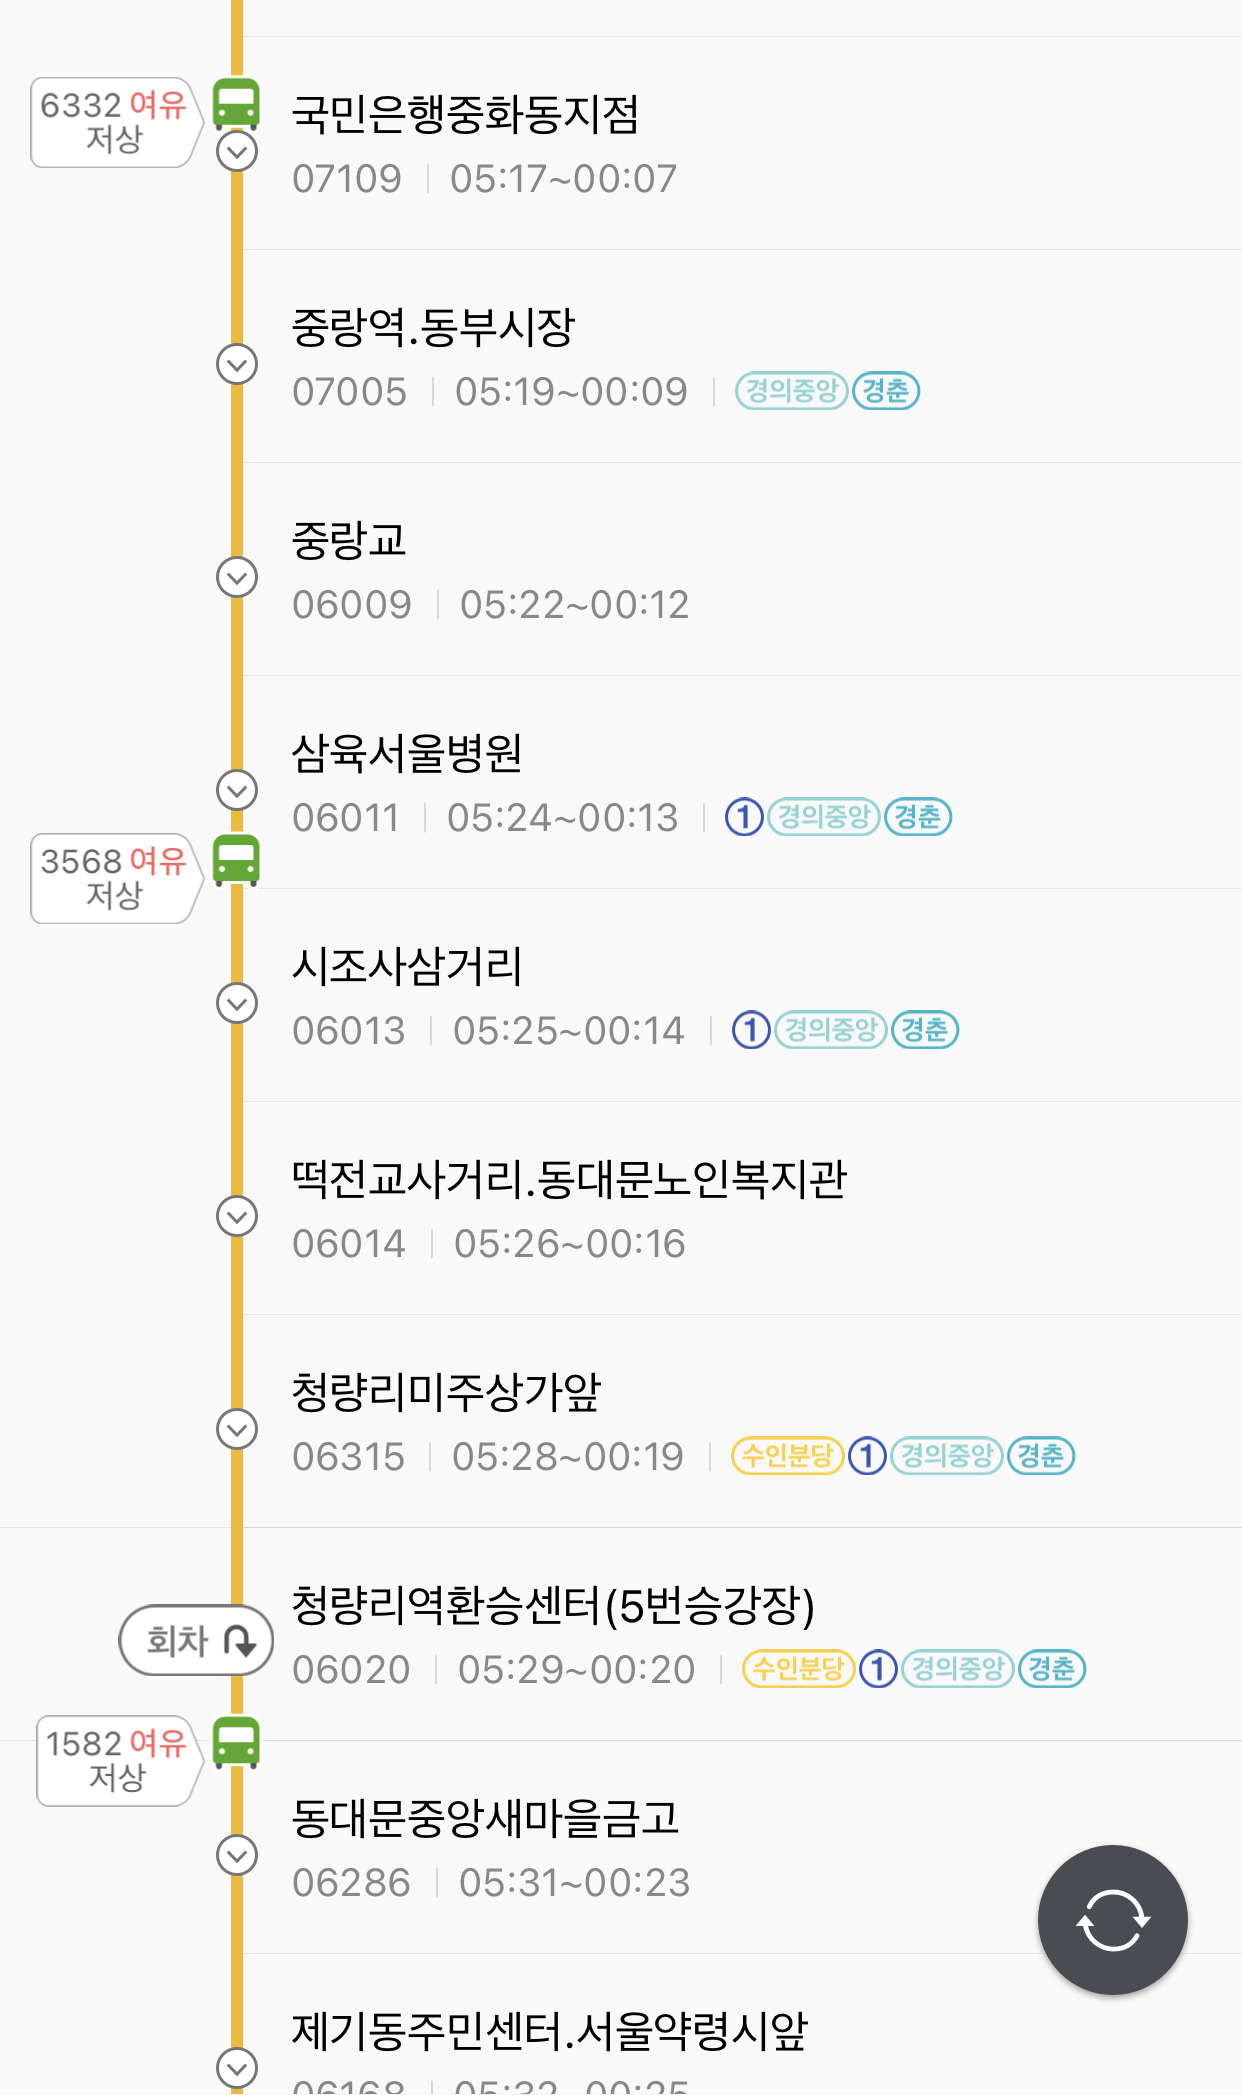 6332 여유
저상
국민은행중화동지점
07109 | 05:17~00:07
중랑역.동부시장
07005 | 05:19~00:09 | 경의중앙 경춘
중랑교
06009 | 05:22~00:12
삼육서울병원
06011 | 05:24~00:13 | 1 경의중앙 경춘
3568 여유
저상
시조사삼거리
06013 | 05:25~00:14 | 1 경의중앙 경춘
떡전교사거리.동대문노인복지관
06014 | 05:26~00:16
청량리미주상가앞
06315 | 05:28~00:19 | 수인분당 1 경의중앙 경춘
회차
청량리역환승센터(5번승강장)
06020 | 05:29~00:20 | 수인분당 1 경의중앙 경춘
1582 여유
저상
동대문중앙새마을금고
06286 | 05:31~00:23
제기동주민센터.서울약령시앞
06168 | 05:32~00:25